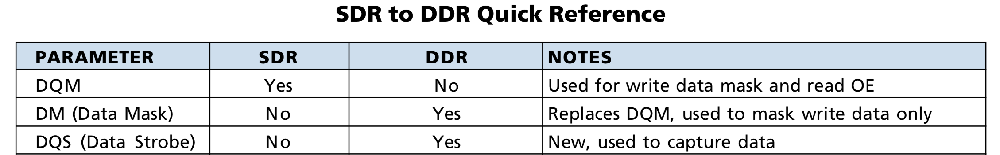 SDR to DDR Quick Reference
PARAMETER SDR DDR NOTES
DQM Yes No Used for write data mask and read OE
DM (Data Mask) No Yes Replaces DQM, used to mask write data only
DQS (Data Strobe) No Yes New, used to capture data